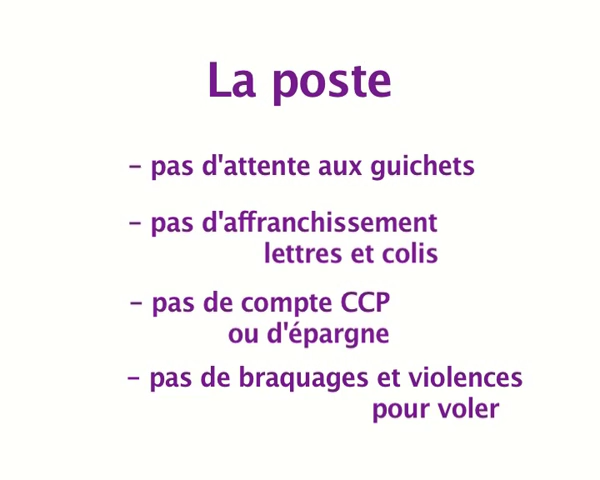 La poste
– pas d'attente aux guichets
– pas d'affranchissement
lettres et colis
– pas de compte CCP
ou d'épargne
– pas de braquages et violences
pour voler